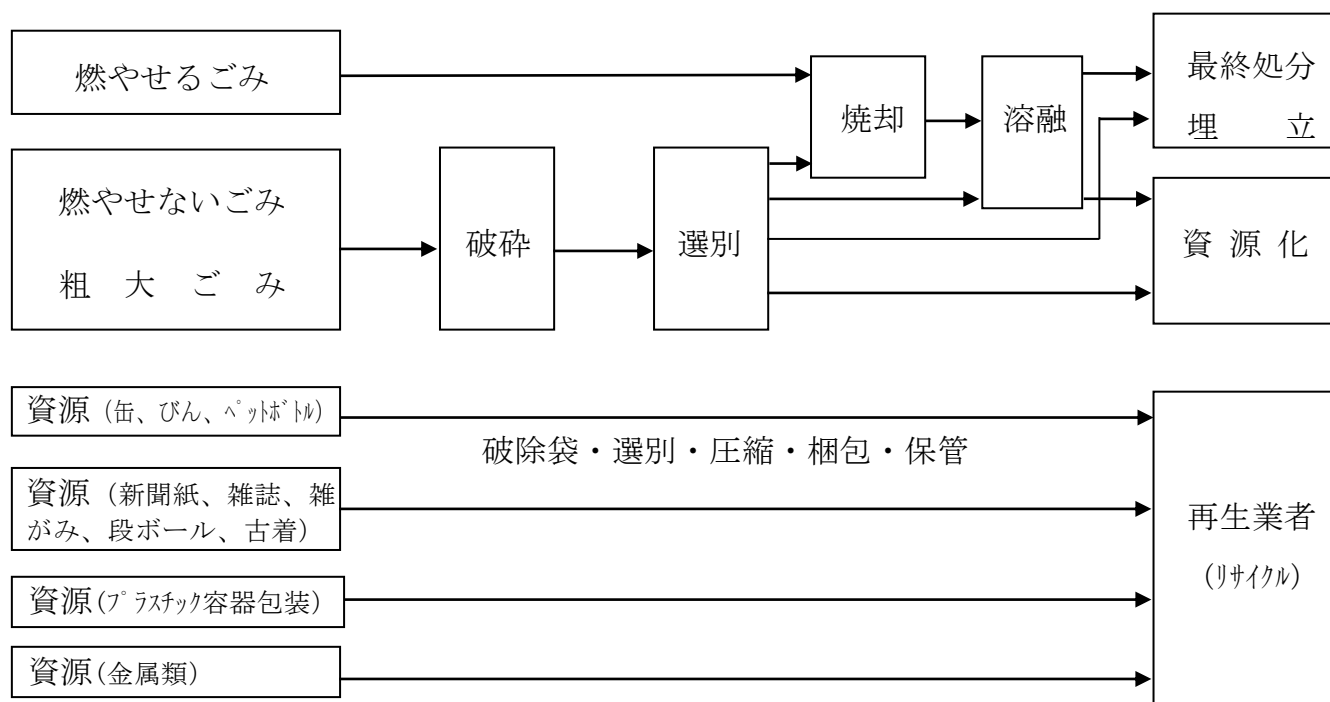 燃やせるごみ
燃やせないごみ
粗大ごみ
破砕
選別
焼却
溶融
最終処分
埋立
資源化
資源(缶、びん、ﾍﾟｯﾄﾎﾞﾄﾙ)
破除袋・選別・圧縮・梱包・保管
資源(新聞紙、雑誌、雑
がみ、段ボール、古着)
資源(ﾌﾟﾗｽﾁｯｸ容器包装)
資源(金属類)
再生業者
(ﾘｻｲｸﾙ)